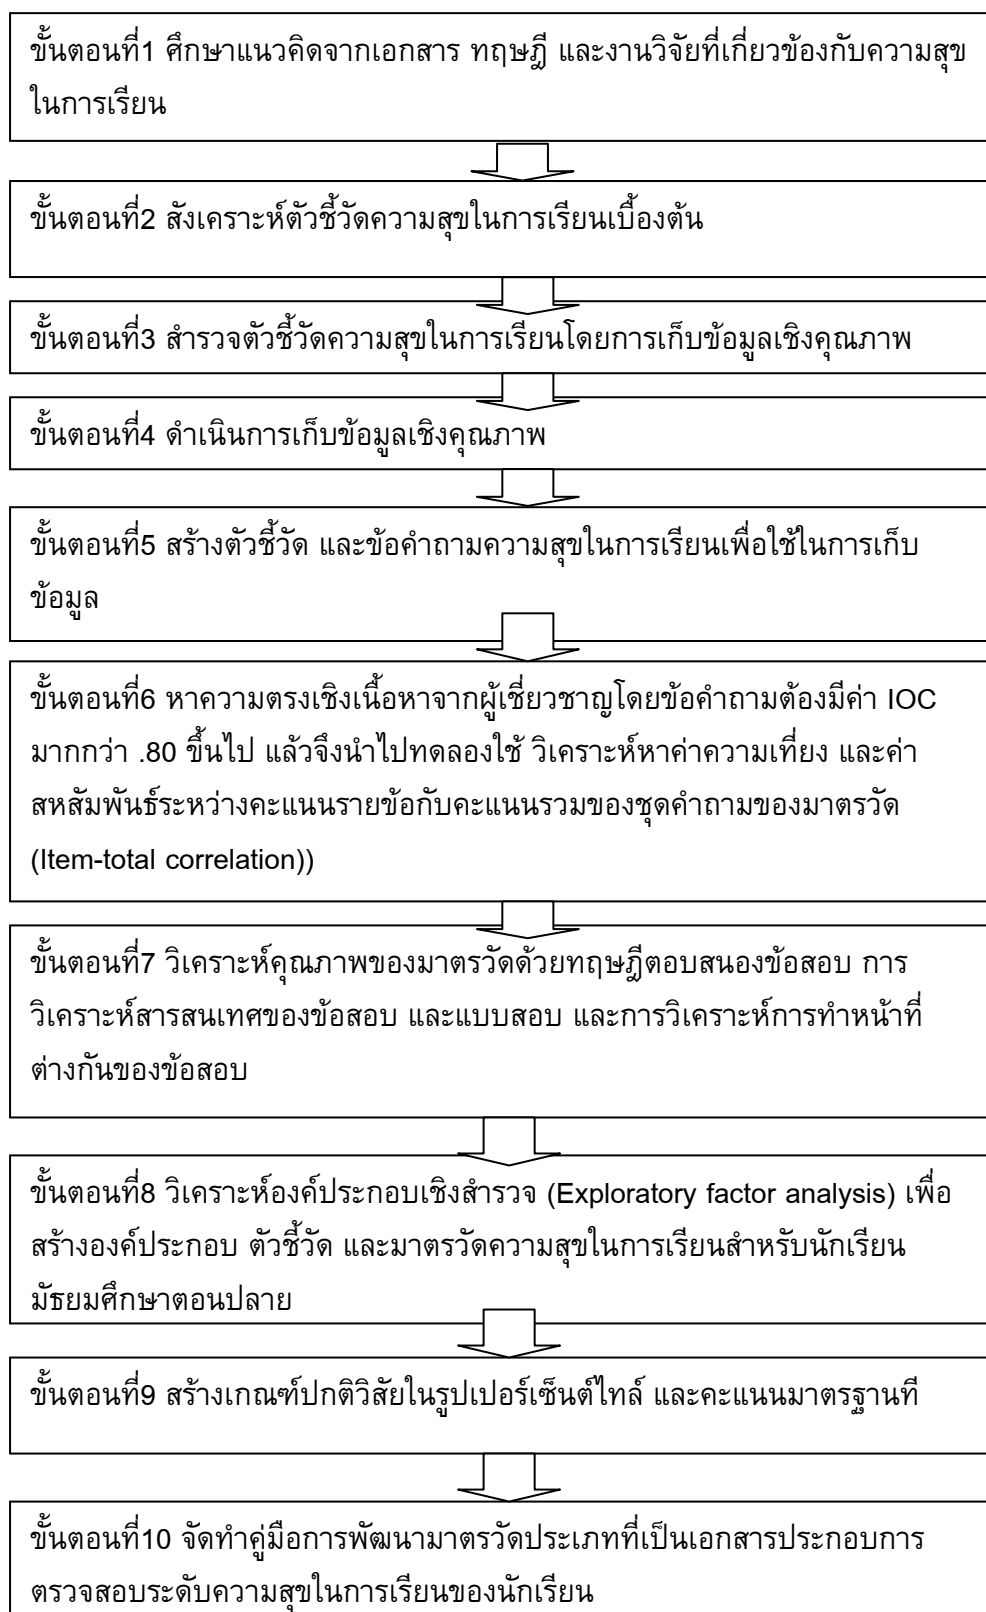 ขั้นตอนที่1 ศึกษาแนวคิดจากเอกสาร ทฤษฎี และงานวิจัยที่เกี่ยวข้องกับความสุข
ในการเรียน
ขั้นตอนที่2 สังเคราะห์ตัวชี้วัดความสุขในการเรียนเบื้องต้น
ขั้นตอนที่3 สำรวจตัวชี้วัดความสุขในการเรียนโดยการเก็บข้อมูลเชิงคุณภาพ
ขั้นตอนที่4 ดำเนินการเก็บข้อมูลเชิงคุณภาพ
ขั้นตอนที่5 สร้างตัวชี้วัด และข้อคำถามความสุขในการเรียนเพื่อใช้ในการเก็บ
ข้อมูล
ขั้นตอนที่6 หาความตรงเชิงเนื้อหาจากผู้เชี่ยวชาญโดยข้อคำถามต้องมีค่า IOC
มากกว่า .80 ขึ้นไป แล้วจึงนำไปทดลองใช้ วิเคราะห์หาค่าความเที่ยง และค่า
สหสัมพันธ์ระหว่างคะแนนรายข้อกับคะแนนรวมของชุดคำถามของมาตรวัด
(Item-total correlation))
ขั้นตอนที่7 วิเคราะห์คุณภาพของมาตรวัดด้วยทฤษฎีตอบสนองข้อสอบ การ
วิเคราะห์สารสนเทศของข้อสอบ และแบบสอบ และการวิเคราะห์การทำหน้าที่
ต่างกันของข้อสอบ
ขั้นตอนที่8 วิเคราะห์องค์ประกอบเชิงสำรวจ (Exploratory factor analysis) เพื่อ
สร้างองค์ประกอบ ตัวชี้วัด และมาตรวัดความสุขในการเรียนสำหรับนักเรียน
มัธยมศึกษาตอนปลาย
ขั้นตอนที่9 สร้างเกณฑ์ปกติวิสัยในรูปเปอร์เซ็นต์ไทล์ และคะแนนมาตรฐานที
ขั้นตอนที่10 จัดทำคู่มือการพัฒนามาตรวัดประเภทที่เป็นเอกสารประกอบการ
ตรวจสอบระดับความสุขในการเรียนของนักเรียน